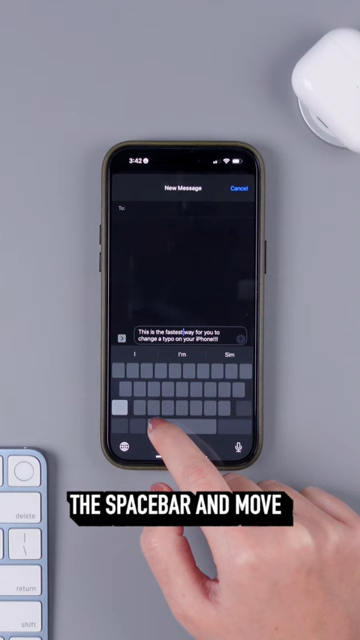 3:42
New Message
Cancel
To:
This is the fastest way for you to
change a typo on your iPhone!!!
I
I'm
Sim
THE SPACEBAR AND MOVE
delete
\
return
shift